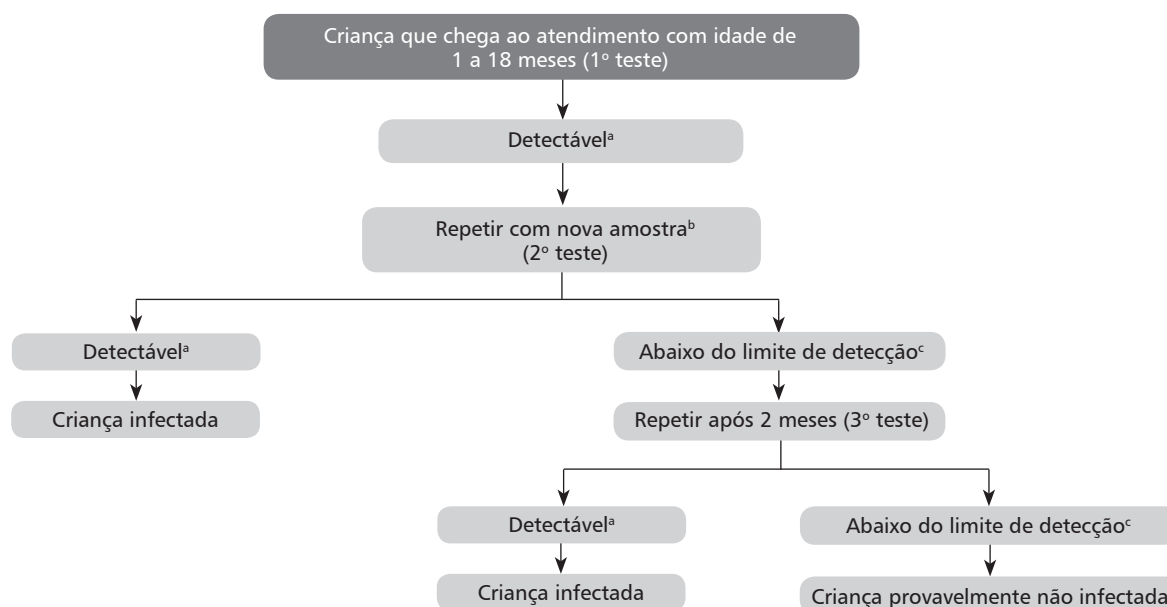 Criança que chega ao atendimento com idade de
1 a 18 meses (1º teste)
Detectávelᵃ
Repetir com nova amostraᵇ
(2º teste)
Detectávelᵃ
Abaixo do limite de detecçãoᶜ
Criança infectada
Repetir após 2 meses (3º teste)
Detectávelᵃ
Abaixo do limite de detecçãoᶜ
Criança infectada
Criança provavelmente não infectada